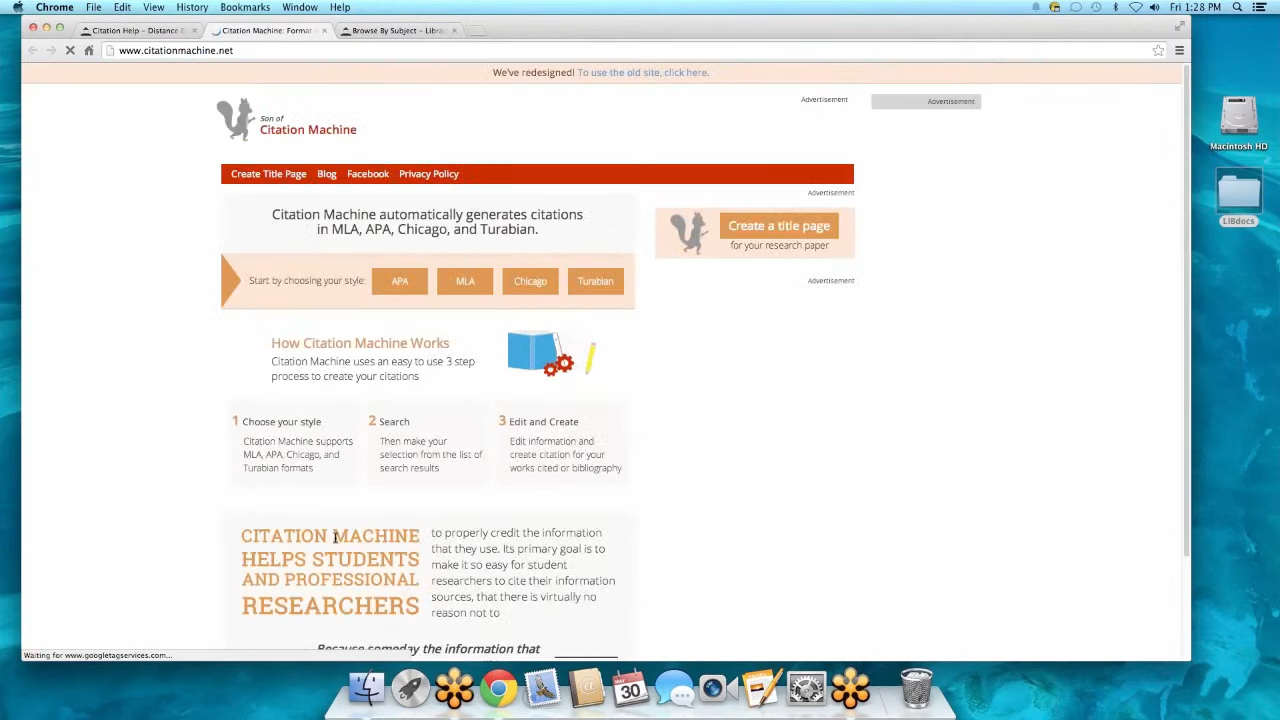 Chrome File Edit View History Bookmarks Window Help Fri 1:28 PM
Citation Help – Distance E Citation Machine: Format Browse By Subject – Libra
www.citationmachine.net
We've redesigned! To use the old site, click here.
Advertisement
Advertisement
Son of
Citation Machine
Macintosh HD
Create Title Page Blog Facebook Privacy Policy
Advertisement
Citation Machine automatically generates citations
in MLA, APA, Chicago, and Turabian.
Create a title page
for your research paper
LIBdocs
Start by choosing your style: APA MLA Chicago Turabian
Advertisement
How Citation Machine Works
Citation Machine uses an easy to use 3 step
process to create your citations
1 Choose your style
Citation Machine supports
MLA, APA, Chicago, and
Turabian formats
2 Search
Then make your
selection from the list of
search results
3 Edit and Create
Edit information and
create citation for your
works cited or bibliography
CITATION MACHINE
HELPS STUDENTS
AND PROFESSIONAL
RESEARCHERS
to properly credit the information
that they use. Its primary goal is to
make it so easy for student
researchers to cite their information
sources, that there is virtually no
reason not to
Because someday the information that
Waiting for www.googletagservices.com...
MAY
30